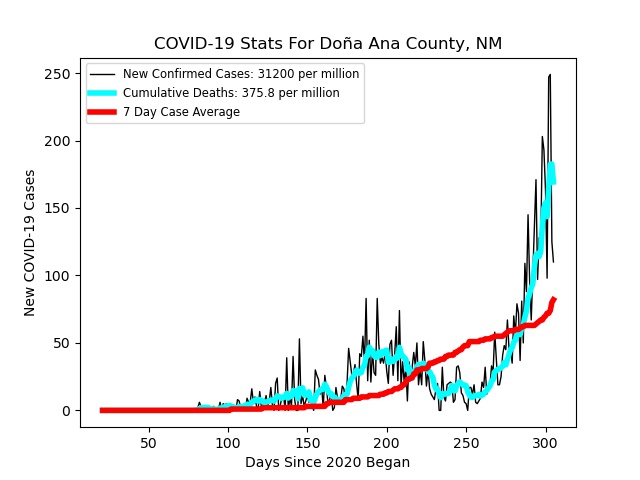 COVID-19 Stats For Doña Ana County, NM
New Confirmed Cases: 31200 per million
Cumulative Deaths: 375.8 per million
7 Day Case Average
250
200
150
100
50
0
New COVID-19 Cases
50 100 150 200 250 300
Days Since 2020 Began